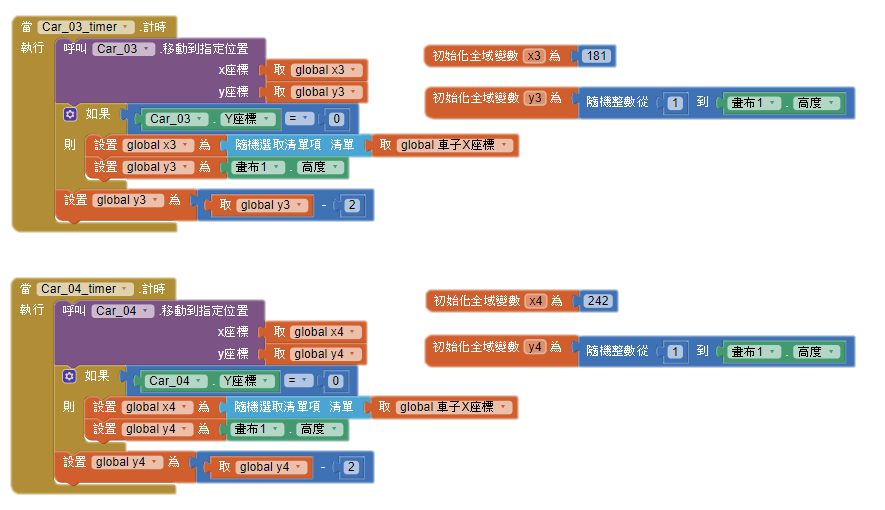 當 Car_03_timer .計時
執行 呼叫 Car_03 .移動到指定位置
x座標 取 global x3
y座標 取 global y3
如果 Car_03 . Y座標 = 0
則 設置 global x3 為 隨機選取清單項 清單 取 global 車子X座標
設置 global y3 為 畫布1 . 高度
設置 global y3 為 取 global y3 - 2
初始化全域變數 x3 為 181
初始化全域變數 y3 為 隨機整數從 1 到 畫布1 . 高度
當 Car_04_timer .計時
執行 呼叫 Car_04 .移動到指定位置
x座標 取 global x4
y座標 取 global y4
如果 Car_04 . Y座標 = 0
則 設置 global x4 為 隨機選取清單項 清單 取 global 車子X座標
設置 global y4 為 畫布1 . 高度
設置 global y4 為 取 global y4 - 2
初始化全域變數 x4 為 242
初始化全域變數 y4 為 隨機整數從 1 到 畫布1 . 高度